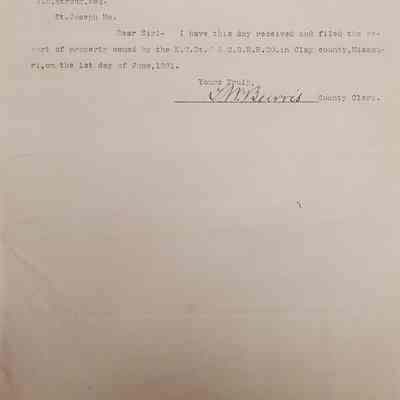 St.Joseph Mo.
Dear Sir- I have this day received and filed the re-
port of property owned by the K.C.St. & C.B.R.R.CO.in Clay county,Missou-
ri,on the 1st day of June,1891.
Yours Truly,
County Clerk.